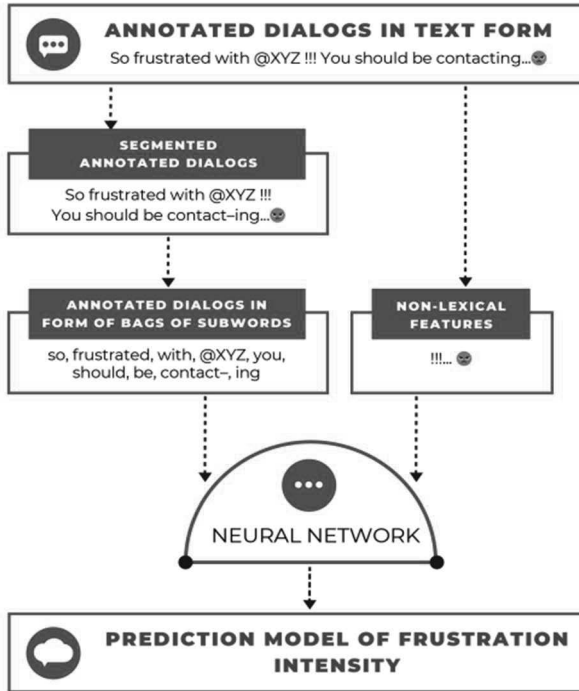 ANNOTATED DIALOGS IN TEXT FORM
So frustrated with @XYZ !!! You should be contacting...😡
SEGMENTED
ANNOTATED DIALOGS
So frustrated with @XYZ !!!
You should be contact–ing...😡
ANNOTATED DIALOGS IN
FORM OF BAGS OF SUBWORDS
so, frustrated, with, @XYZ, you,
should, be, contact–, ing
NON-LEXICAL
FEATURES
!!!... 😡
NEURAL NETWORK
PREDICTION MODEL OF FRUSTRATION
INTENSITY